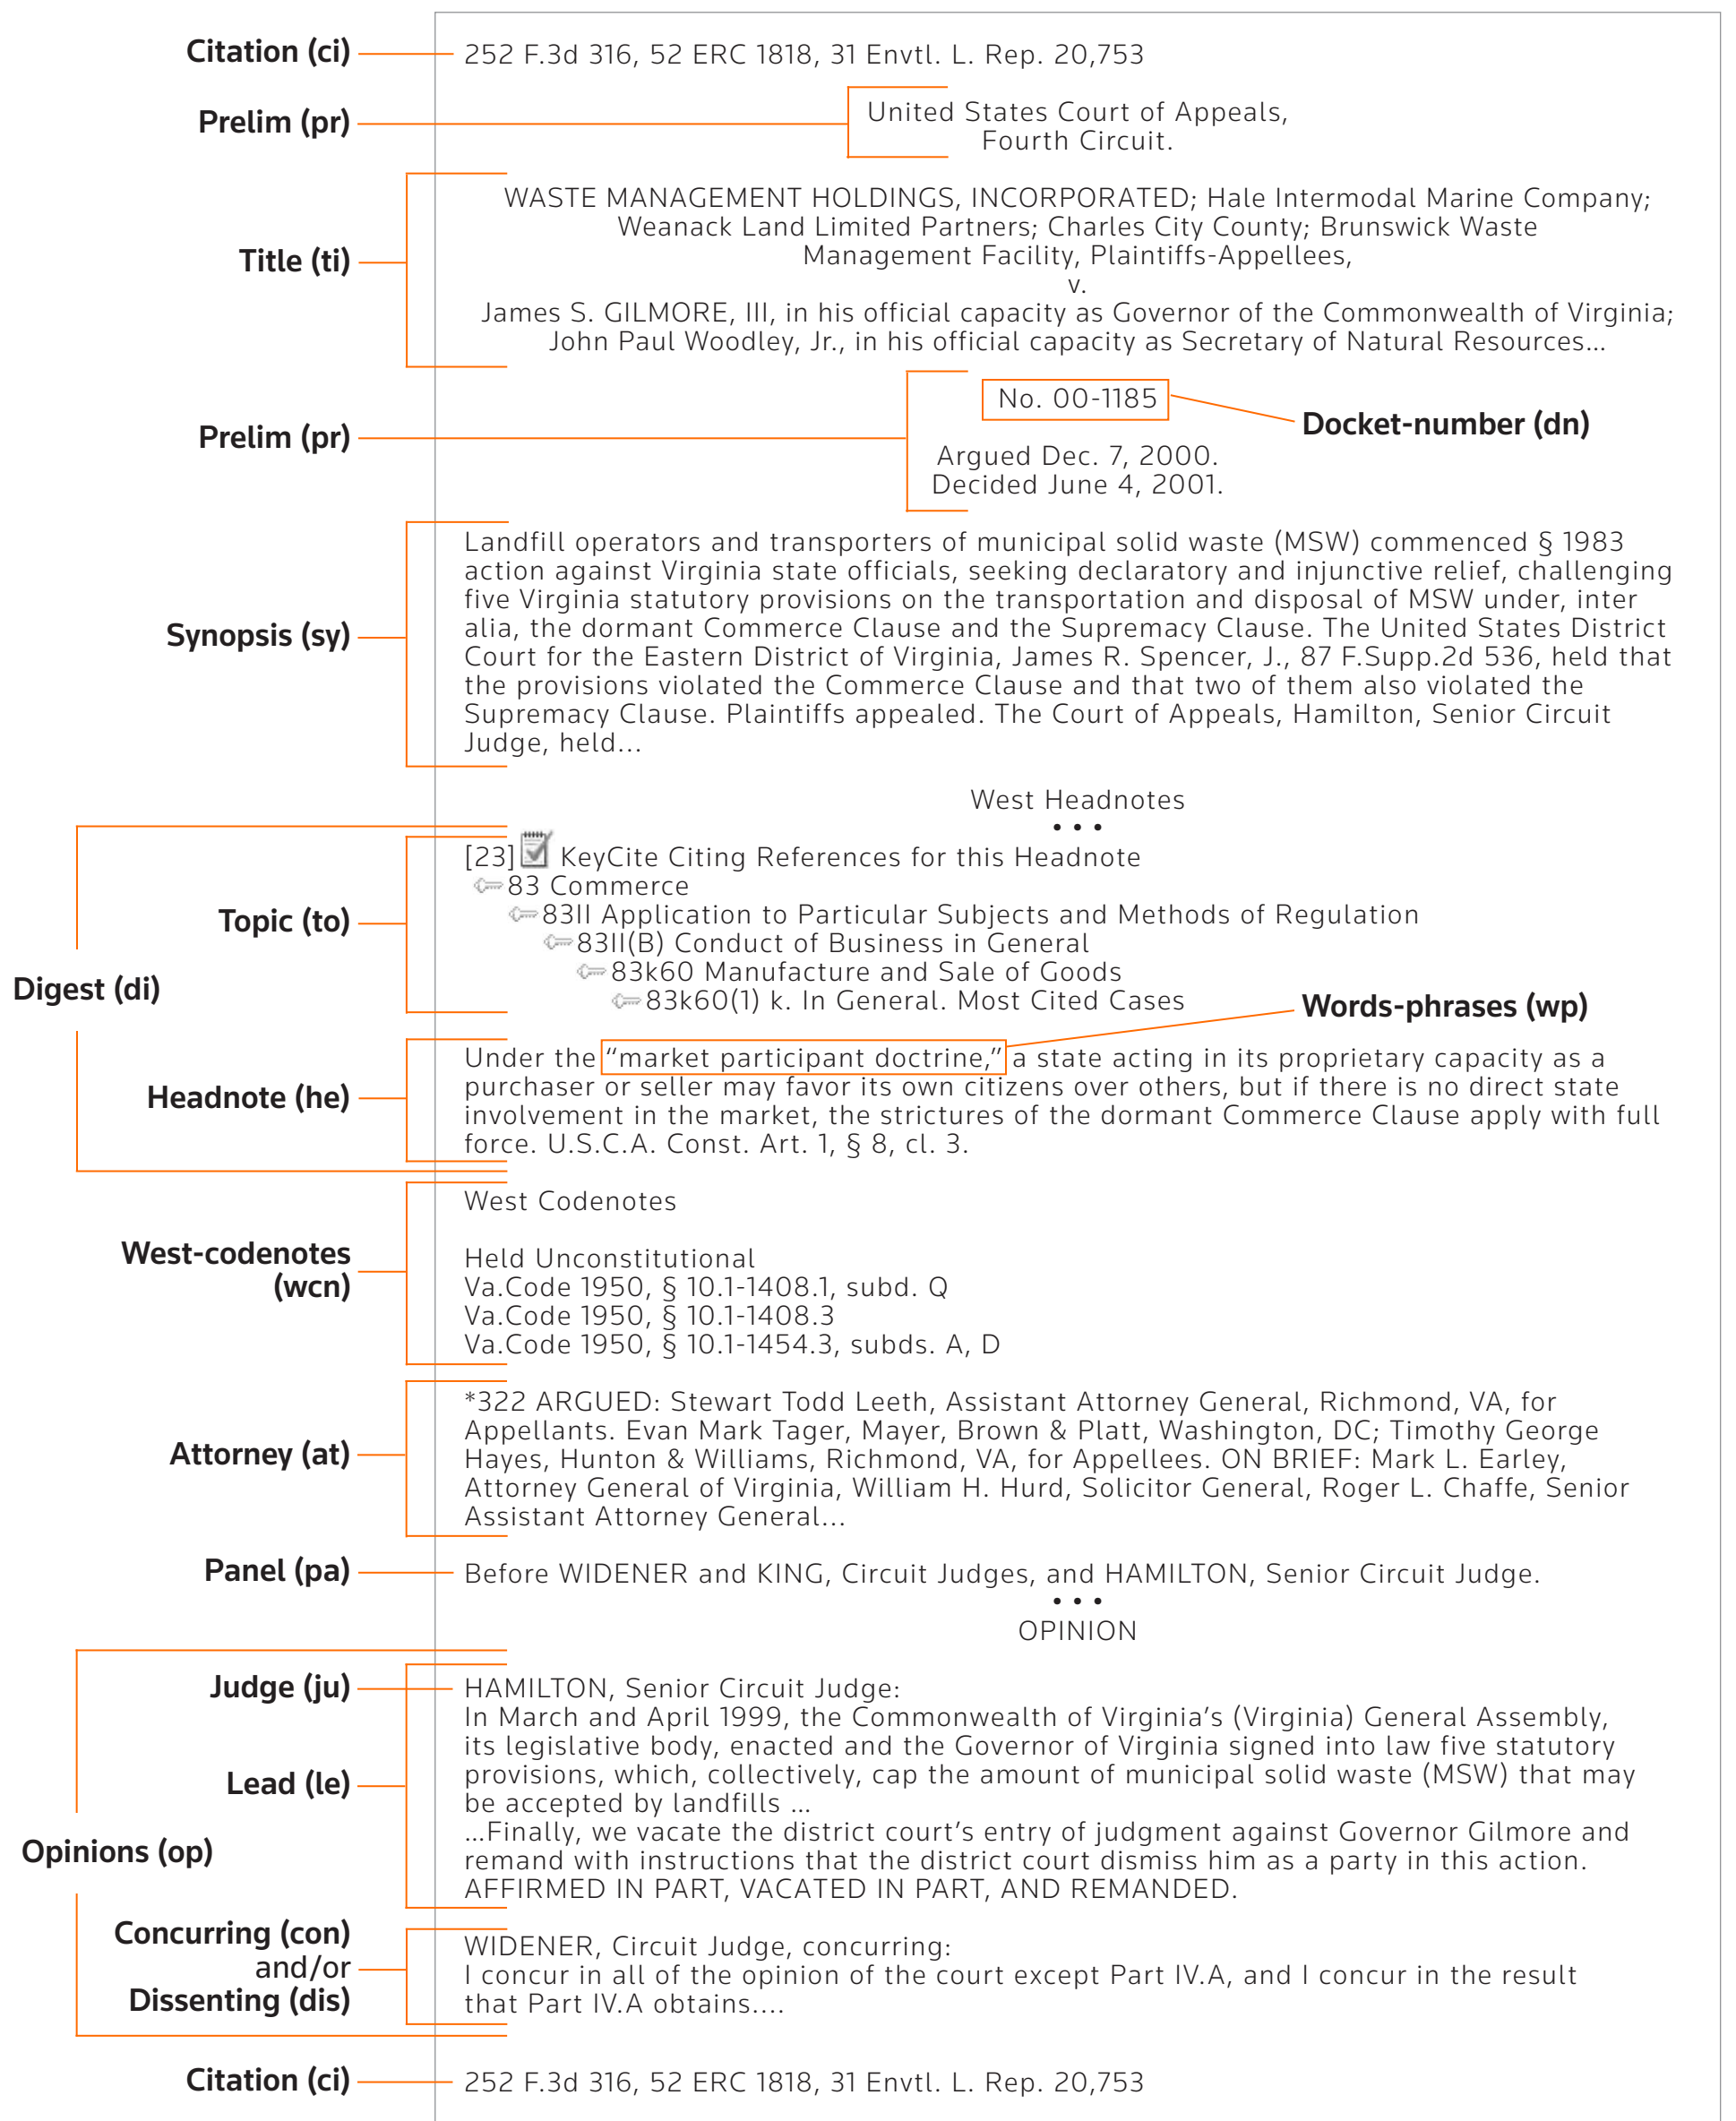 Citation (ci)
252 F.3d 316, 52 ERC 1818, 31 Envtl. L. Rep. 20,753
Prelim (pr)
United States Court of Appeals,
Fourth Circuit.
Title (ti)
WASTE MANAGEMENT HOLDINGS, INCORPORATED; Hale Intermodal Marine Company;
Weanack Land Limited Partners; Charles City County; Brunswick Waste
Management Facility, Plaintiffs-Appellees,
v.
James S. GILMORE, III, in his official capacity as Governor of the Commonwealth of Virginia;
John Paul Woodley, Jr., in his official capacity as Secretary of Natural Resources...
Prelim (pr)
No. 00-1185
Docket-number (dn)
Argued Dec. 7, 2000.
Decided June 4, 2001.
Synopsis (sy)
Landfill operators and transporters of municipal solid waste (MSW) commenced § 1983
action against Virginia state officials, seeking declaratory and injunctive relief, challenging
five Virginia statutory provisions on the transportation and disposal of MSW under, inter
alia, the dormant Commerce Clause and the Supremacy Clause. The United States District
Court for the Eastern District of Virginia, James R. Spencer, J., 87 F.Supp.2d 536, held that
the provisions violated the Commerce Clause and that two of them also violated the
Supremacy Clause. Plaintiffs appealed. The Court of Appeals, Hamilton, Senior Circuit
Judge, held...
West Headnotes
• • •
Digest (di)
Topic (to)
[23] KeyCite Citing References for this Headnote
83 Commerce
83II Application to Particular Subjects and Methods of Regulation
83II(B) Conduct of Business in General
83k60 Manufacture and Sale of Goods
83k60(1) k. In General. Most Cited Cases
Words-phrases (wp)
Headnote (he)
Under the “market participant doctrine,” a state acting in its proprietary capacity as a
purchaser or seller may favor its own citizens over others, but if there is no direct state
involvement in the market, the strictures of the dormant Commerce Clause apply with full
force. U.S.C.A. Const. Art. 1, § 8, cl. 3.
West-codenotes
(wcn)
West Codenotes
Held Unconstitutional
Va.Code 1950, § 10.1-1408.1, subd. Q
Va.Code 1950, § 10.1-1408.3
Va.Code 1950, § 10.1-1454.3, subds. A, D
Attorney (at)
*322 ARGUED: Stewart Todd Leeth, Assistant Attorney General, Richmond, VA, for
Appellants. Evan Mark Tager, Mayer, Brown & Platt, Washington, DC; Timothy George
Hayes, Hunton & Williams, Richmond, VA, for Appellees. ON BRIEF: Mark L. Earley,
Attorney General of Virginia, William H. Hurd, Solicitor General, Roger L. Chaffe, Senior
Assistant Attorney General...
Panel (pa)
Before WIDENER and KING, Circuit Judges, and HAMILTON, Senior Circuit Judge.
• • •
OPINION
Opinions (op)
Judge (ju)
HAMILTON, Senior Circuit Judge:
Lead (le)
In March and April 1999, the Commonwealth of Virginia’s (Virginia) General Assembly,
its legislative body, enacted and the Governor of Virginia signed into law five statutory
provisions, which, collectively, cap the amount of municipal solid waste (MSW) that may
be accepted by landfills ...
...Finally, we vacate the district court’s entry of judgment against Governor Gilmore and
remand with instructions that the district court dismiss him as a party in this action.
AFFIRMED IN PART, VACATED IN PART, AND REMANDED.
Concurring (con)
and/or
Dissenting (dis)
WIDENER, Circuit Judge, concurring:
I concur in all of the opinion of the court except Part IV.A, and I concur in the result
that Part IV.A obtains....
Citation (ci)
252 F.3d 316, 52 ERC 1818, 31 Envtl. L. Rep. 20,753